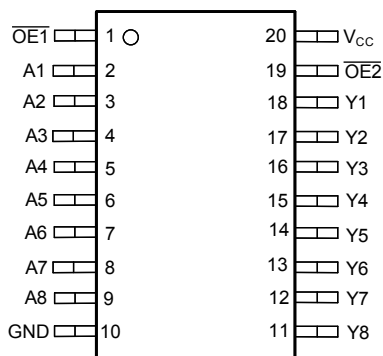 O̅E̅1̅ 1 20 VCC
A1 2 19 O̅E̅2̅
A2 3 18 Y1
A3 4 17 Y2
A4 5 16 Y3
A5 6 15 Y4
A6 7 14 Y5
A7 8 13 Y6
A8 9 12 Y7
GND 10 11 Y8